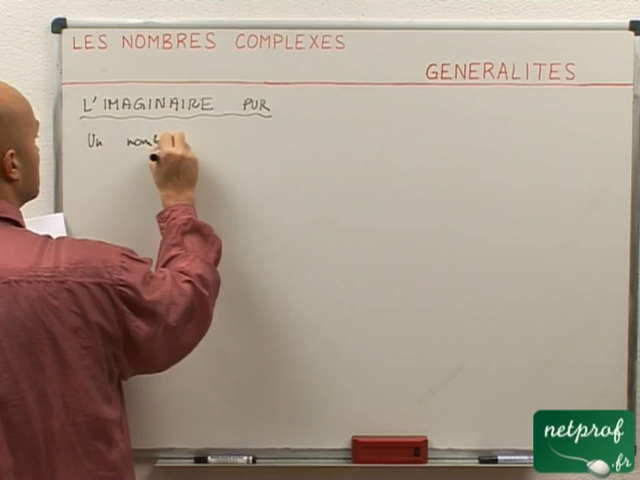 LES NOMBRES COMPLEXES
GENERALITES
L'IMAGINAIRE PUR
Un nomb
netprof
.fr